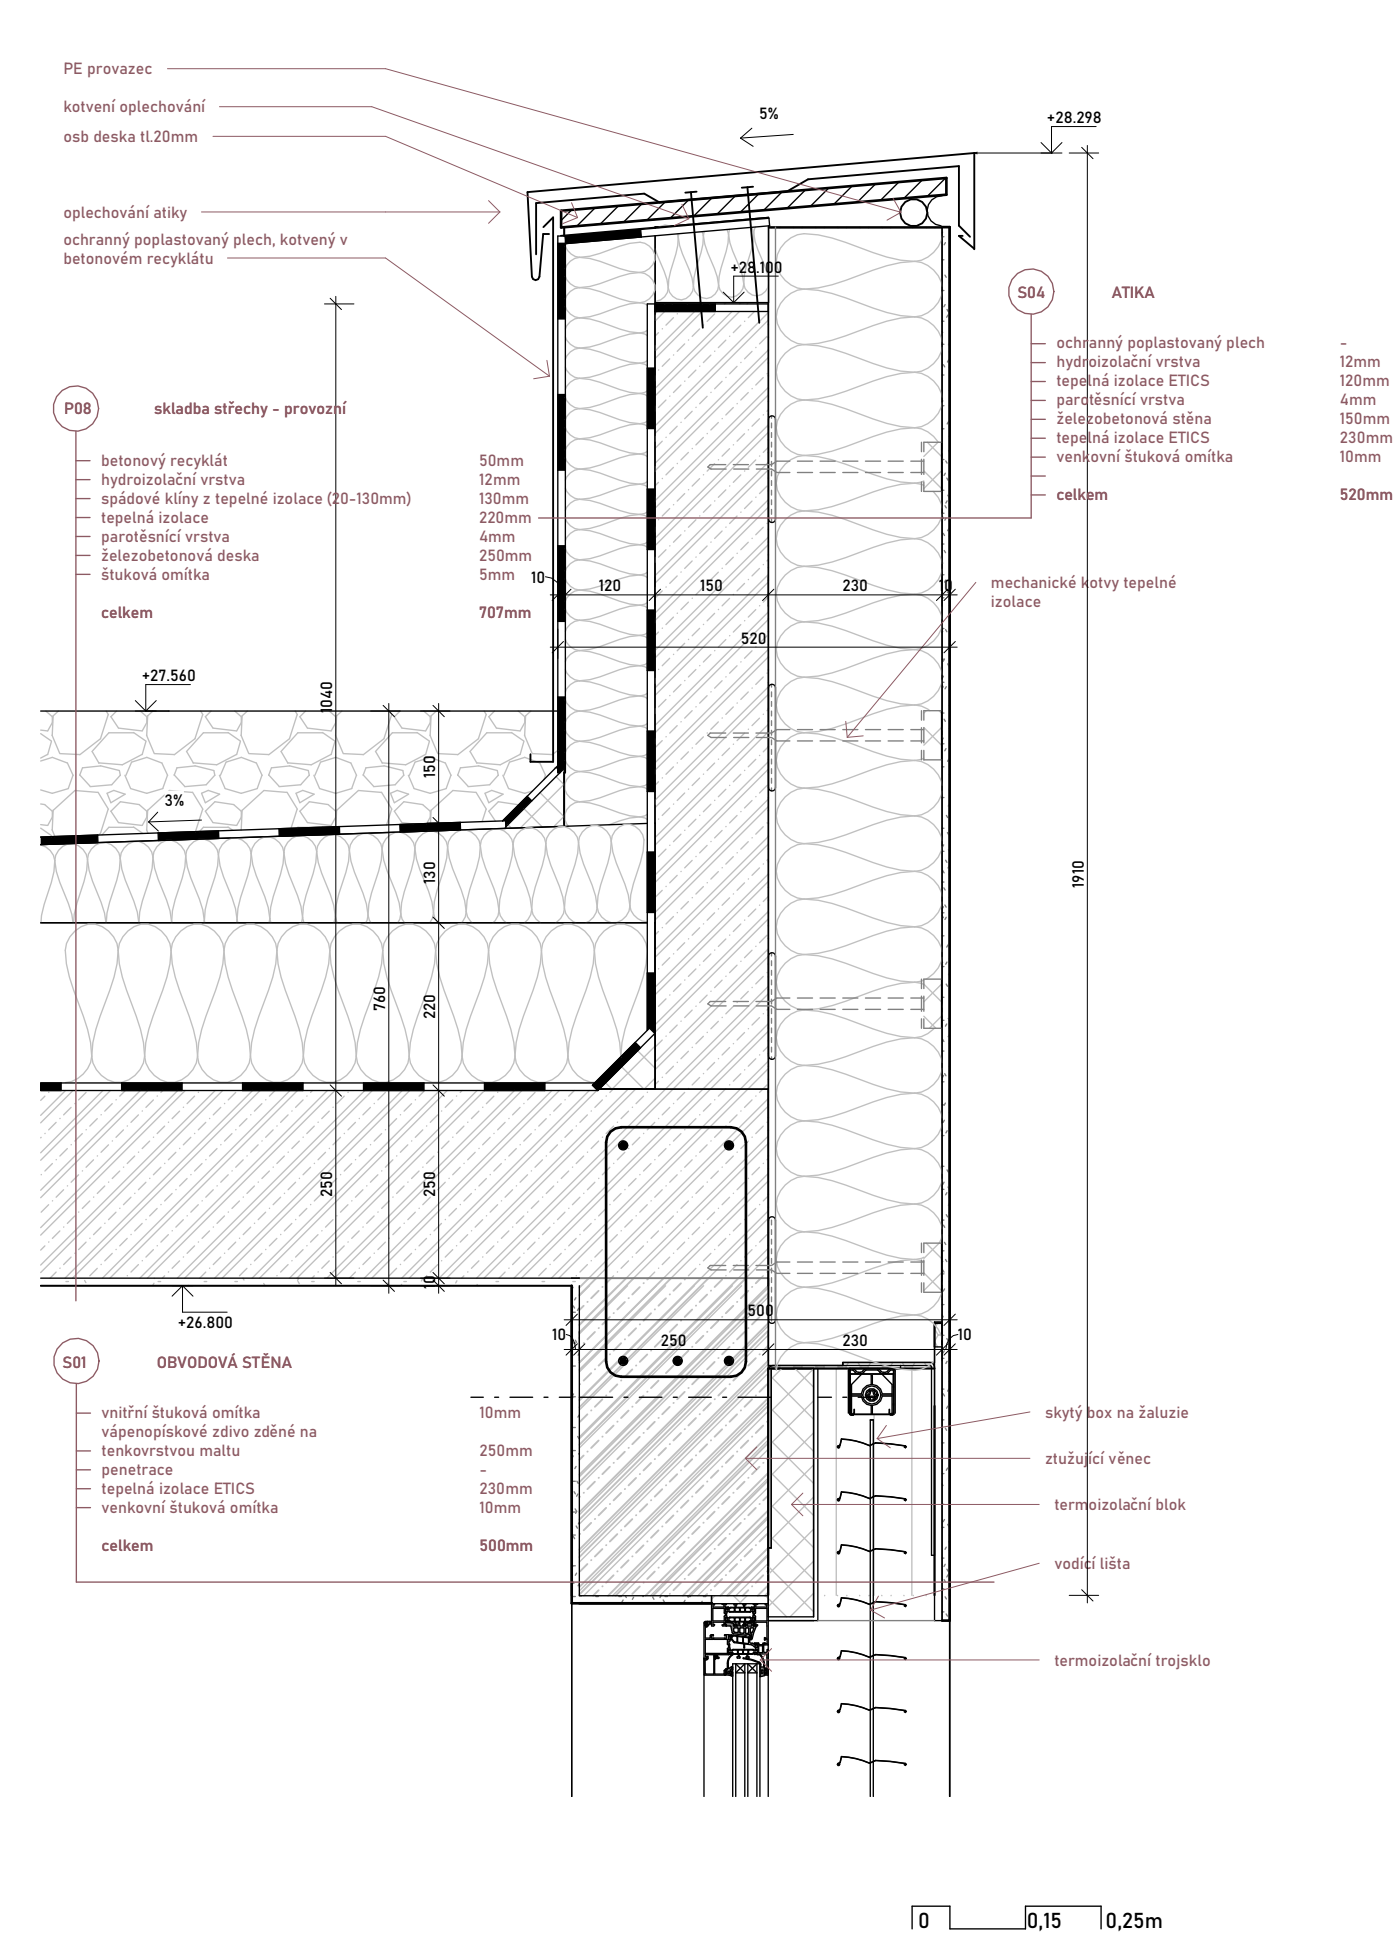 PE provazec
kotvení oplechování
osb deska tl.20mm
oplechování atiky
ochranný poplastovaný plech, kotvený v
betonovém recyklátu
5%
+28.298
+28.100
S04 ATIKA
ochranný poplastovaný plech -
hydroizolační vrstva 12mm
tepelná izolace ETICS 120mm
parotěsnící vrstva 4mm
železobetonová stěna 150mm
tepelná izolace ETICS 230mm
venkovní štuková omítka 10mm
celkem 520mm
P08 skladba střechy - provozní
betonový recyklát 50mm
hydroizolační vrstva 12mm
spádové klíny z tepelné izolace (20-130mm) 130mm
tepelná izolace 220mm
parotěsnící vrstva 4mm
železobetonová deska 250mm
štuková omítka 5mm
celkem 707mm
10 120 150 230 10
520
mechanické kotvy tepelné
izolace
+27.560
1040
150
3%
130
1910
760
220
250
250
10
+26.800
500
10 250 230 10
S01 OBVODOVÁ STĚNA
vnitřní štuková omítka 10mm
vápenopískové zdivo zděné na
tenkovrstvou maltu 250mm
penetrace -
tepelná izolace ETICS 230mm
venkovní štuková omítka 10mm
celkem 500mm
skytý box na žaluzie
ztužující věnec
termoizolační blok
vodící lišta
termoizolační trojsklo
0 0,15 0,25m